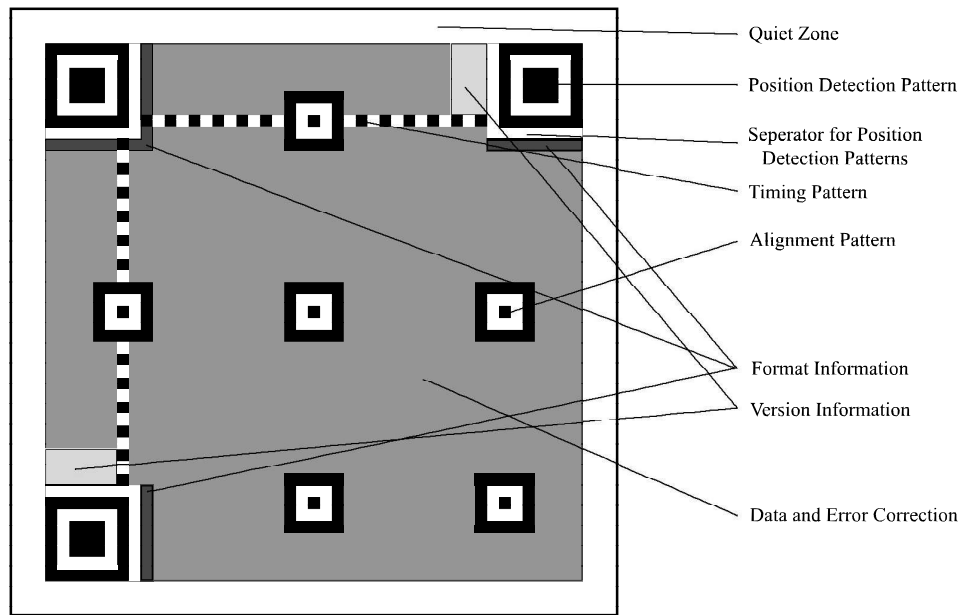 Quiet Zone
Position Detection Pattern
Seperator for Position
Detection Patterns
Timing Pattern
Alignment Pattern
Format Information
Version Information
Data and Error Correction